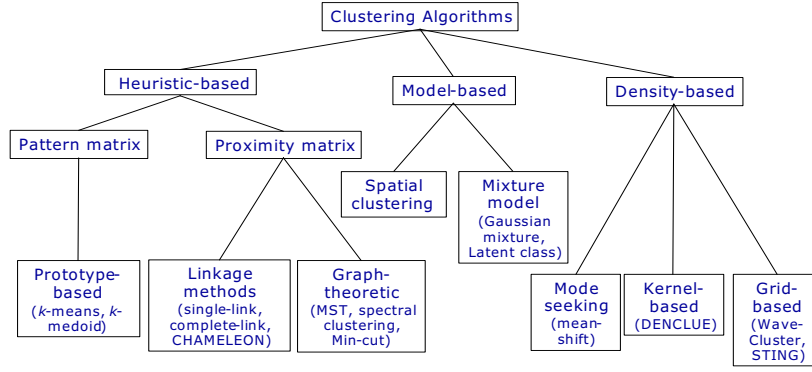 Clustering Algorithms
Heuristic-based
Model-based
Density-based
Pattern matrix
Proximity matrix
Spatial
clustering
Mixture
model
(Gaussian
mixture,
Latent class)
Prototype-
based
(k-means, k-
medoid)
Linkage
methods
(single-link,
complete-link,
CHAMELEON)
Graph-
theoretic
(MST, spectral
clustering,
Min-cut)
Mode
seeking
(mean-
shift)
Kernel-
based
(DENCLUE)
Grid-
based
(Wave-
Cluster,
STING)